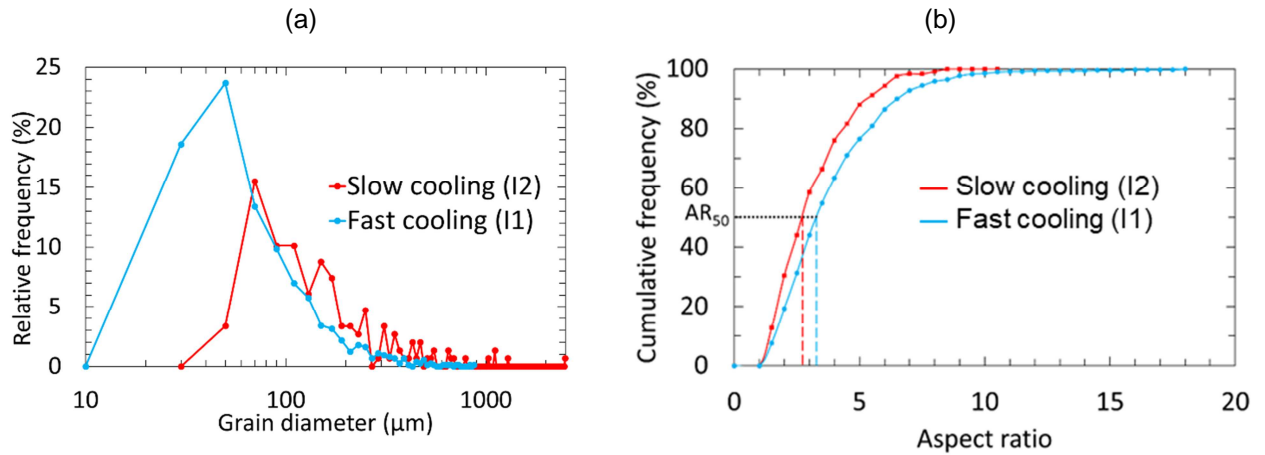 (a)
Relative frequency (%)
25
20
15
10
5
0
10
100
1000
Grain diameter (µm)
Slow cooling (I2)
Fast cooling (I1)
(b)
Cumulative frequency (%)
100
80
60
AR50
40
20
0
0
5
10
15
20
Aspect ratio
Slow cooling (I2)
Fast cooling (I1)